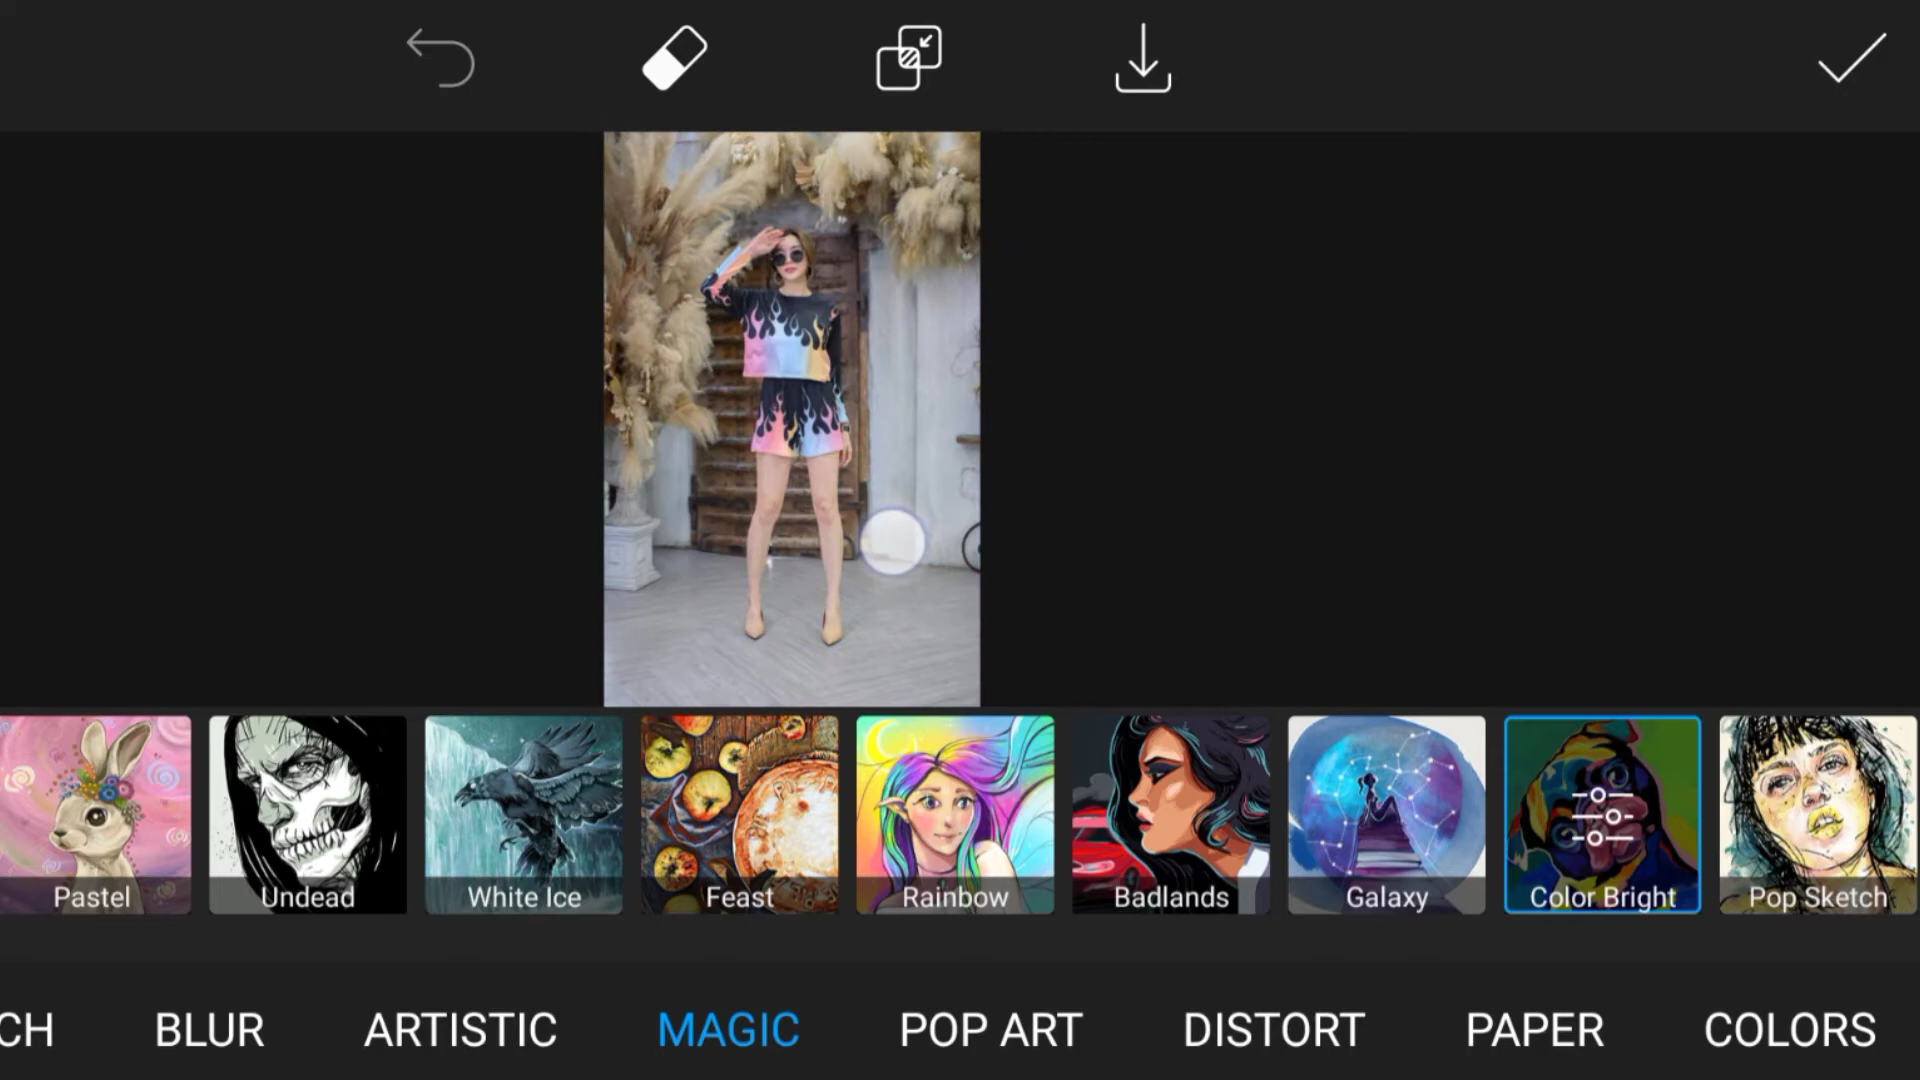 Pastel
Undead
White Ice
Feast
Rainbow
Badlands
Galaxy
Color Bright
Pop Sketch
CH
BLUR
ARTISTIC
MAGIC
POP ART
DISTORT
PAPER
COLORS